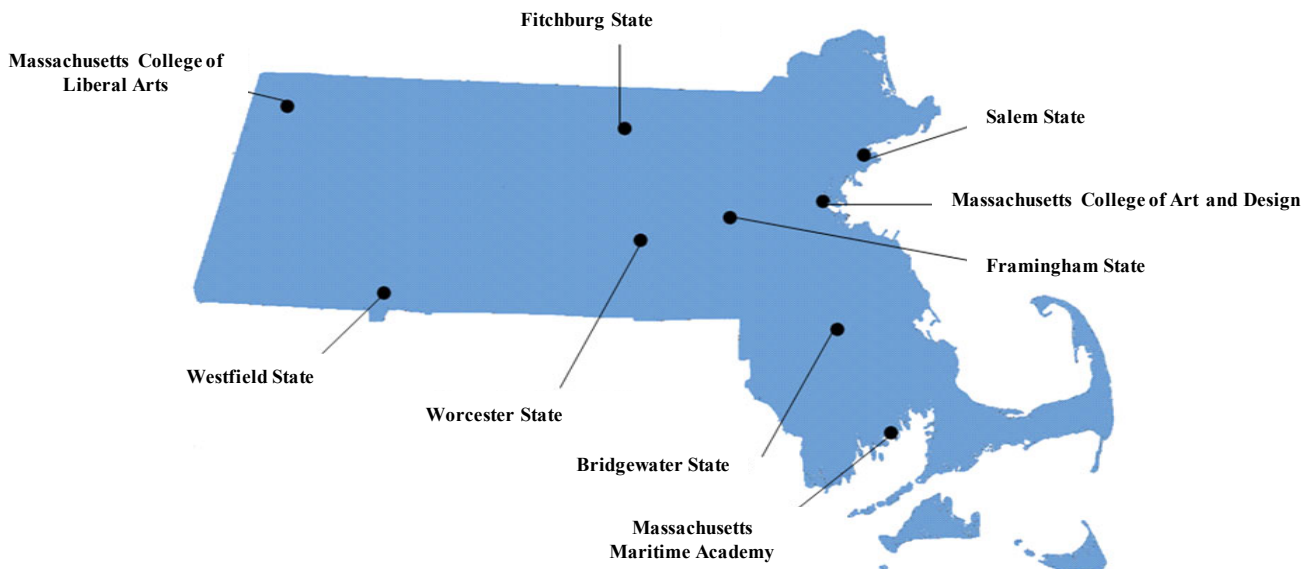 Fitchburg State
Massachusetts College of
Liberal Arts
Salem State
Massachusetts College of Art and Design
Framingham State
Westfield State
Worcester State
Bridgewater State
Massachusetts
Maritime Academy